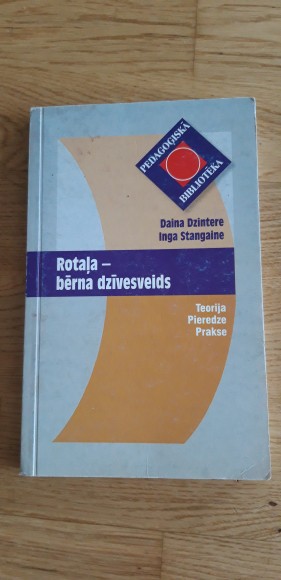 PEDAGOĢISKĀ
BIBLIOTĒKA
Daina Dzintere
Inga Stangaine
Rotaļa –
bērna dzīvesveids
Teorija
Pieredze
Prakse